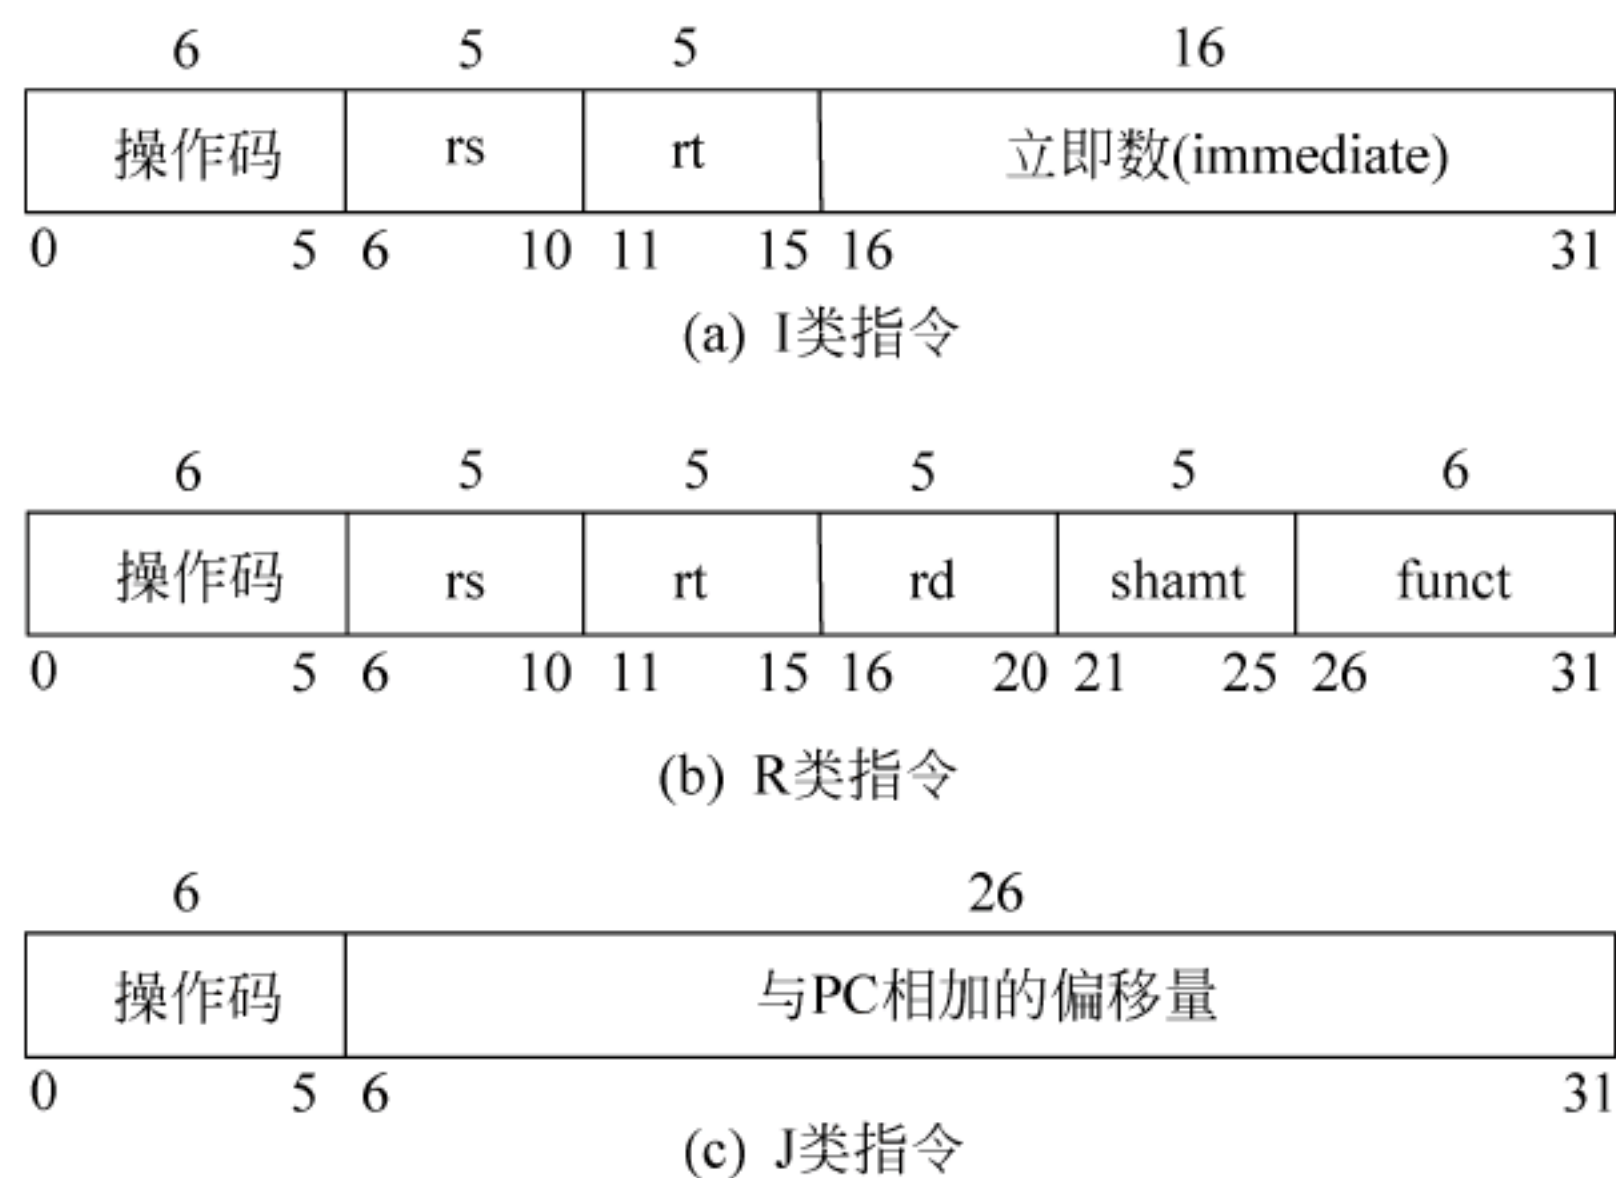 6 5 5 16
操作码 rs rt 立即数(immediate)
0 5 6 10 11 15 16 31
(a) I类指令
6 5 5 5 5 6
操作码 rs rt rd shamt funct
0 5 6 10 11 15 16 20 21 25 26 31
(b) R类指令
6 26
操作码 与PC相加的偏移量
0 5 6 31
(c) J类指令